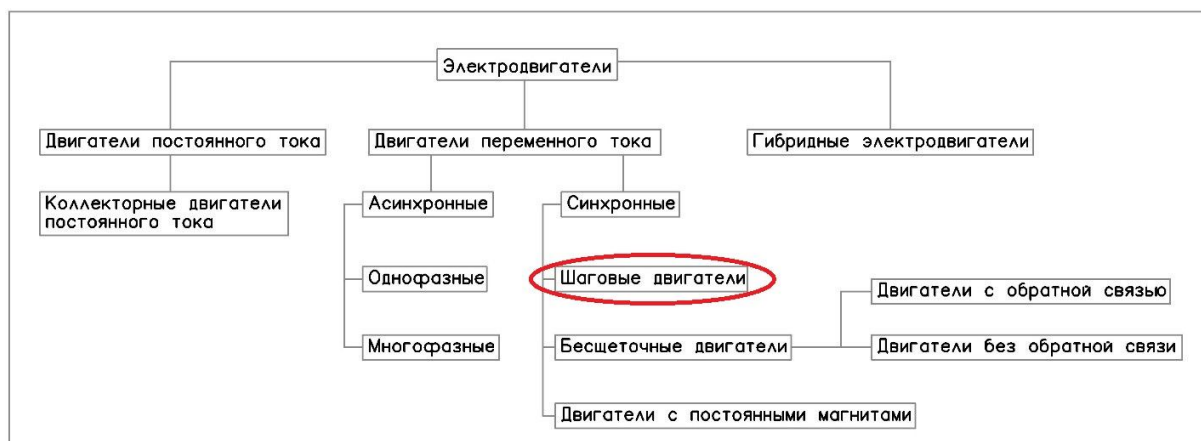 Электродвигатели
Двигатели постоянного тока
Двигатели переменного тока
Гибридные электродвигатели
Коллекторные двигатели
постоянного тока
Асинхронные
Синхронные
Однофазные
Шаговые двигатели
Двигатели с обратной связью
Многофазные
Бесщеточные двигатели
Двигатели без обратной связи
Двигатели с постоянными магнитами